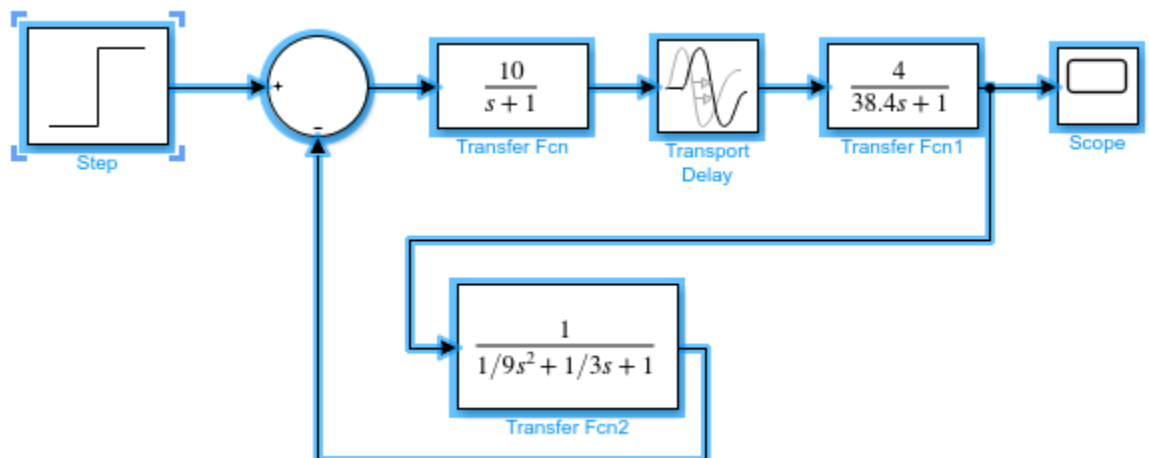 +
−
10
s + 1
4
38.4s + 1
Step
Transfer Fcn
Transport
Delay
Transfer Fcn1
Scope
1
1/9s² + 1/3s + 1
Transfer Fcn2